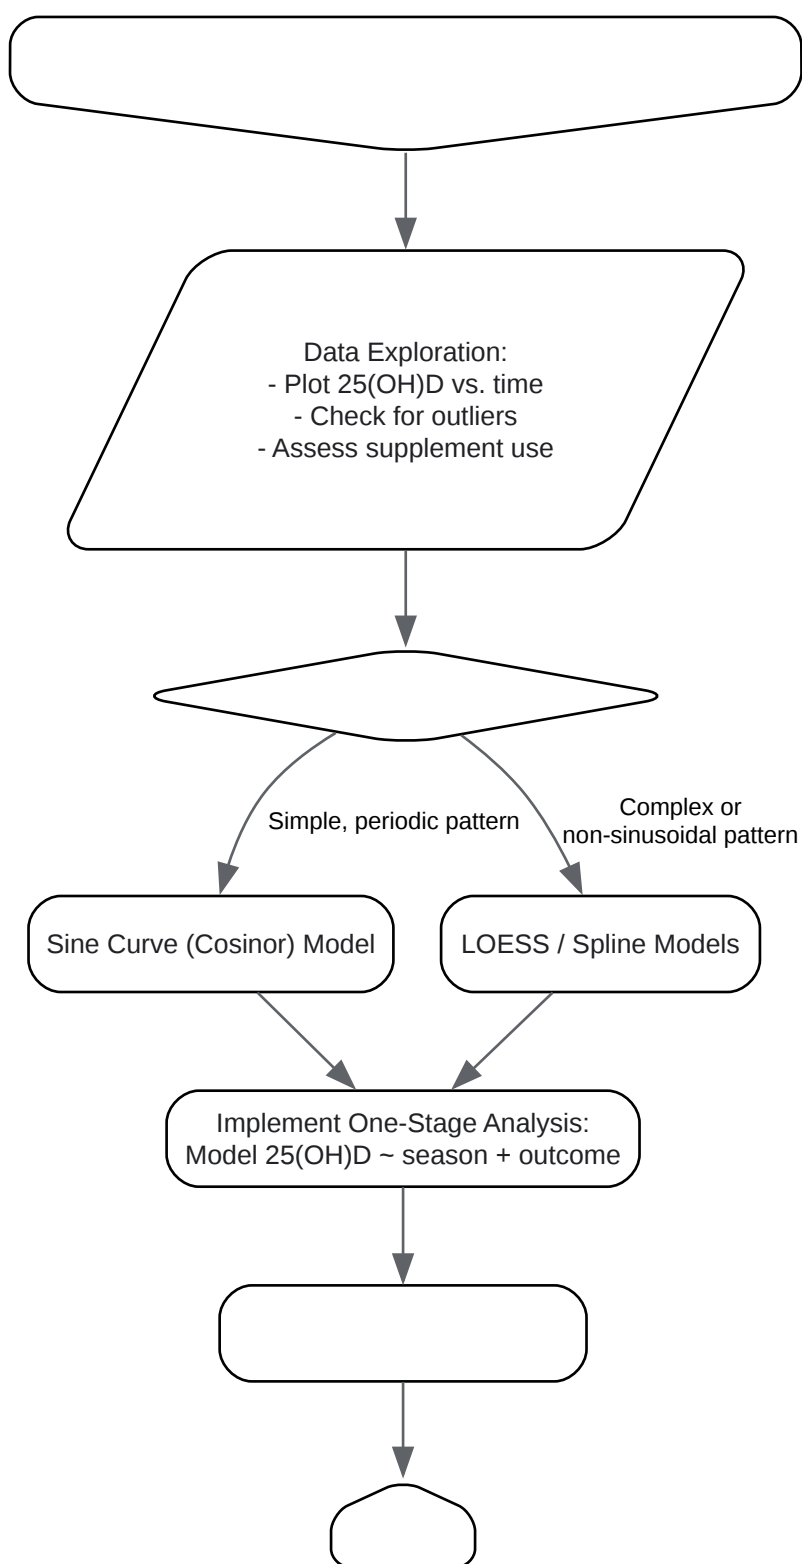 Data Exploration:
- Plot 25(OH)D vs. time
- Check for outliers
- Assess supplement use
Simple, periodic pattern
Complex or
non-sinusoidal pattern
Sine Curve (Cosinor) Model
LOESS / Spline Models
Implement One-Stage Analysis:
Model 25(OH)D ~ season + outcome